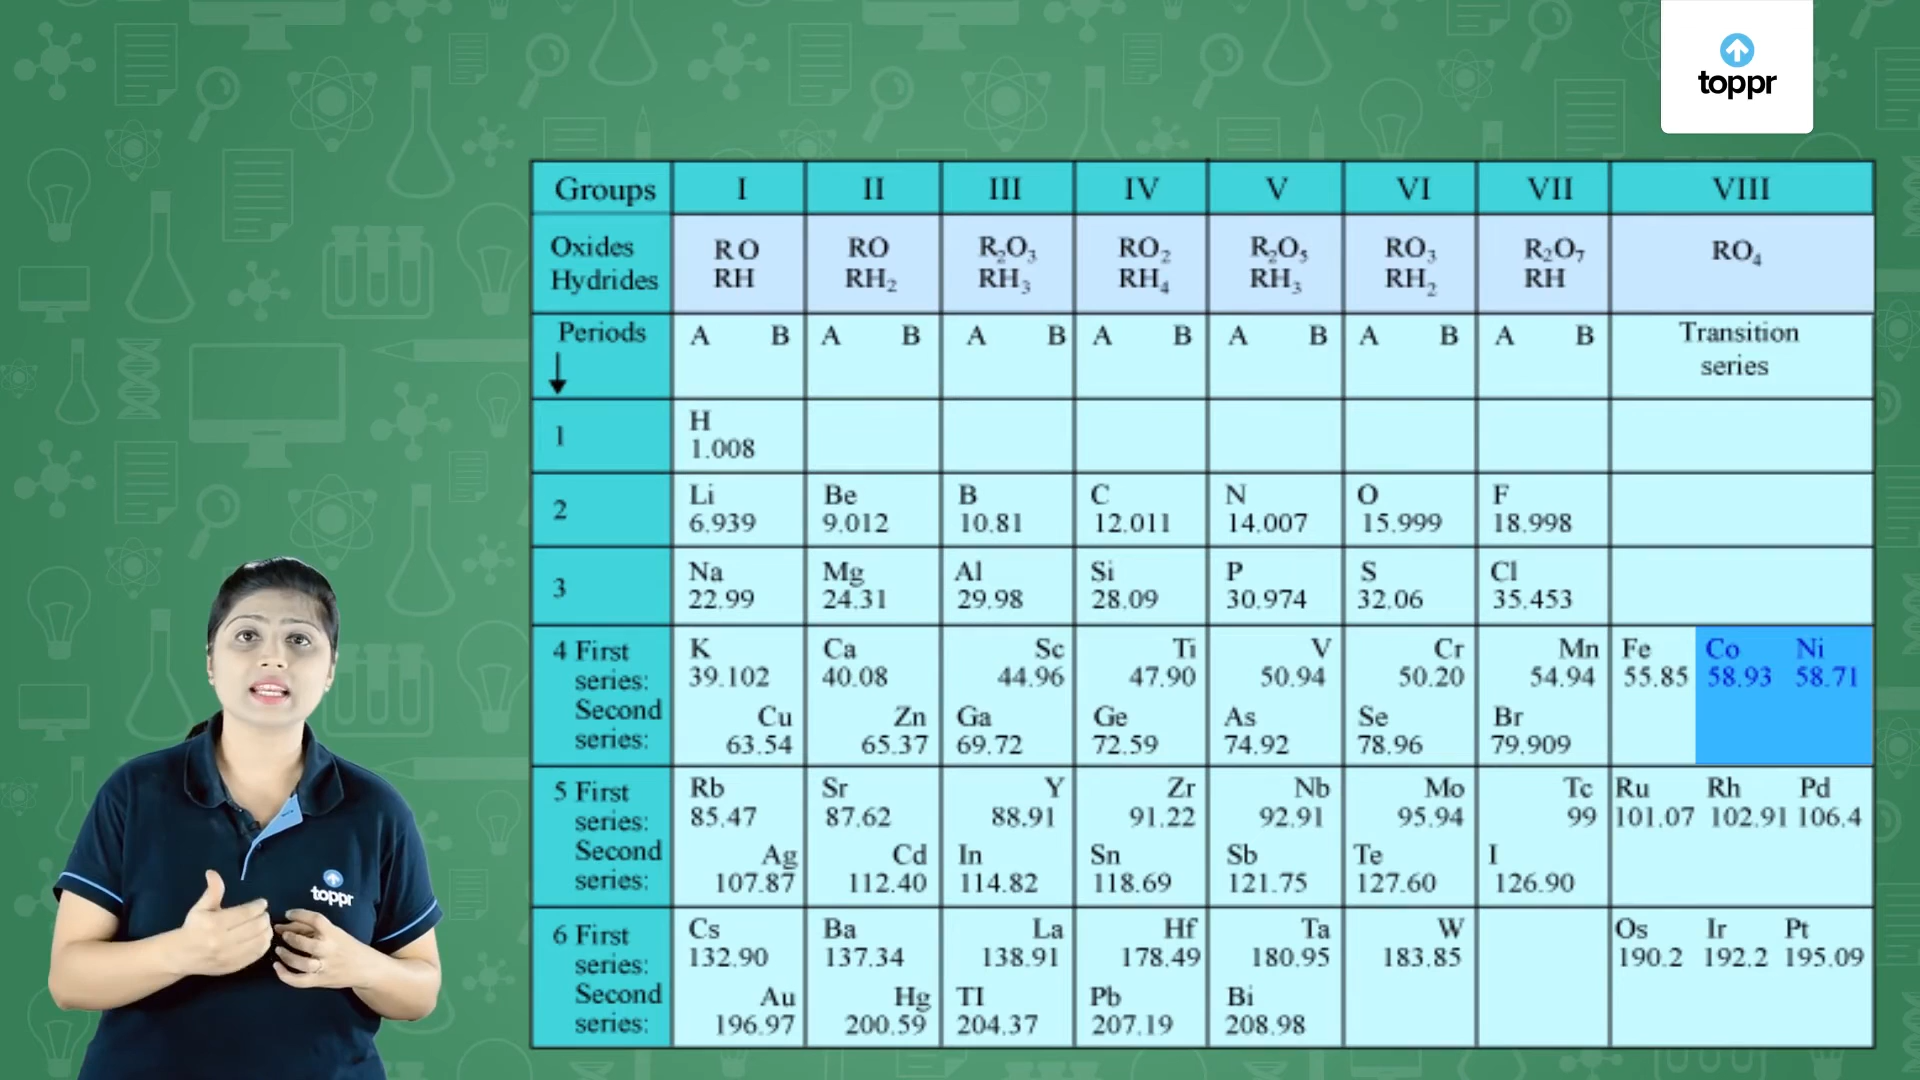 toppr
Groups I II III IV V VI VII VIII
Oxides R O RO R₂O₃ RO₂ R₂O₅ RO₃ R₂O₇ RO₄
Hydrides RH RH₂ RH₃ RH₄ RH₃ RH₂ RH
Periods A B A B A B A B A B A B A B Transition
series
1 H
1.008
2 Li Be B C N O F
6.939 9.012 10.81 12.011 14.007 15.999 18.998
3 Na Mg Al Si P S Cl
22.99 24.31 29.98 28.09 30.974 32.06 35.453
4 First K Ca Sc Ti V Cr Mn Fe Co Ni
series: 39.102 40.08 44.96 47.90 50.94 50.20 54.94 55.85 58.93 58.71
Second Cu Zn Ga Ge As Se Br
series: 63.54 65.37 69.72 72.59 74.92 78.96 79.909
5 First Rb Sr Y Zr Nb Mo Tc Ru Rh Pd
series: 85.47 87.62 88.91 91.22 92.91 95.94 99 101.07 102.91 106.4
Second Ag Cd In Sn Sb Te I
series: 107.87 112.40 114.82 118.69 121.75 127.60 126.90
6 First Cs Ba La Hf Ta W Os Ir Pt
series: 132.90 137.34 138.91 178.49 180.95 183.85 190.2 192.2 195.09
Second Au Hg TI Pb Bi
series: 196.97 200.59 204.37 207.19 208.98
toppr